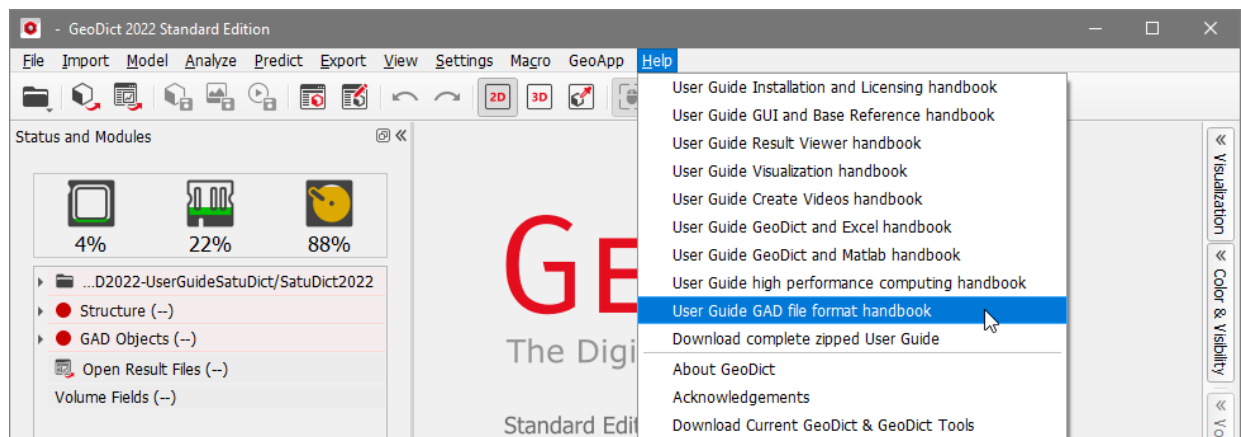 - GeoDict 2022 Standard Edition
File Import Model Analyze Predict Export View Settings Macro GeoApp Help
2D 3D
Status and Modules
4% 22% 88%
...D2022-UserGuideSatuDict/SatuDict2022
Structure (--)
GAD Objects (--)
Open Result Files (--)
Volume Fields (--)
GE
The Digi
Standard Edit
User Guide Installation and Licensing handbook
User Guide GUI and Base Reference handbook
User Guide Result Viewer handbook
User Guide Visualization handbook
User Guide Create Videos handbook
User Guide GeoDict and Excel handbook
User Guide GeoDict and Matlab handbook
User Guide high performance computing handbook
User Guide GAD file format handbook
Download complete zipped User Guide
About GeoDict
Acknowledgements
Download Current GeoDict & GeoDict Tools
Visualization
Color & Visibility
Vo